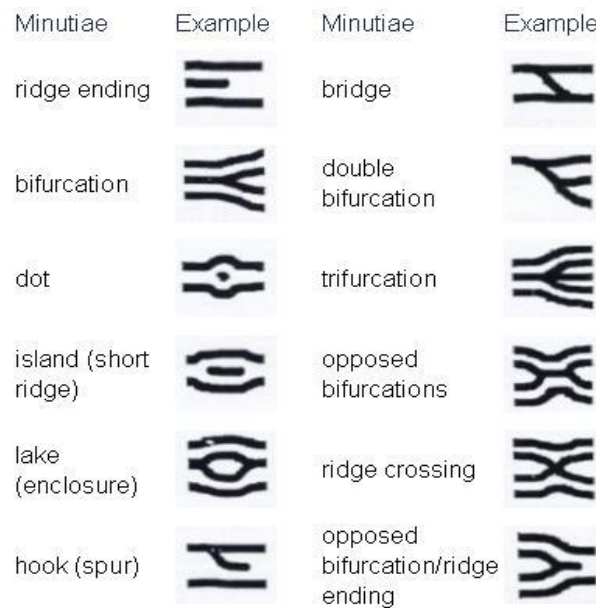 Minutiae Example Minutiae Example
ridge ending
bridge
bifurcation
double
bifurcation
dot
trifurcation
island (short
ridge)
opposed
bifurcations
lake
(enclosure)
ridge crossing
hook (spur)
opposed
bifurcation/ridge
ending